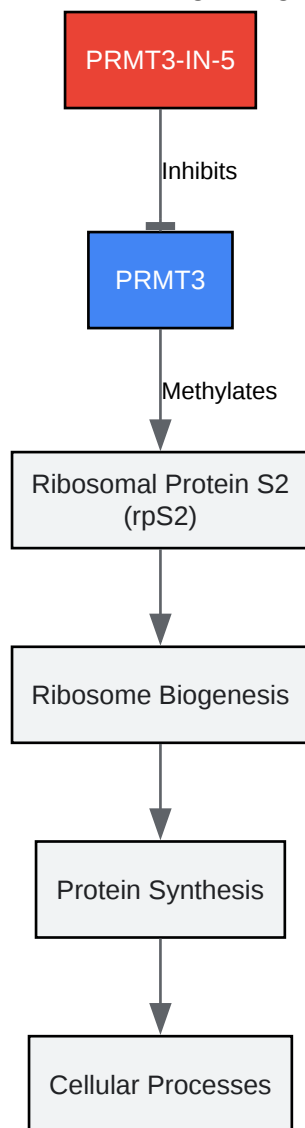 PRMT3-IN-5
Inhibits
PRMT3
Methylates
Ribosomal Protein S2
(rpS2)
Ribosome Biogenesis
Protein Synthesis
Cellular Processes